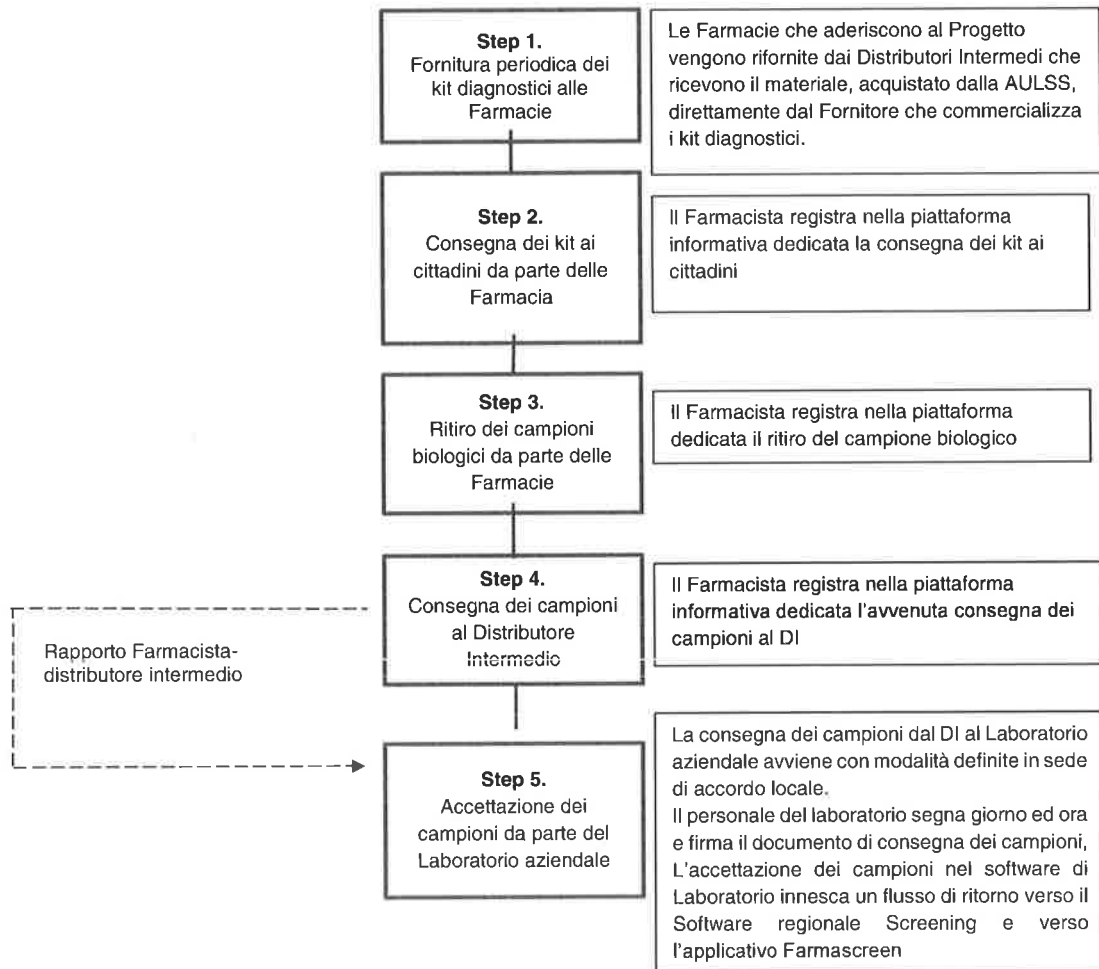 Step 1.
Fornitura periodica dei
kit diagnostici alle
Farmacie
Le Farmacie che aderiscono al Progetto
vengono rifornite dai Distributori Intermedi che
ricevono il materiale, acquistato dalla AULSS,
direttamente dal Fornitore che commercializza
i kit diagnostici.
Step 2.
Consegna dei kit ai
cittadini da parte delle
Farmacia
Il Farmacista registra nella piattaforma
informativa dedicata la consegna dei kit ai
cittadini
Step 3.
Ritiro dei campioni
biologici da parte delle
Farmacie
Il Farmacista registra nella piattaforma
dedicata il ritiro del campione biologico
Step 4.
Consegna dei campioni
al Distributore
Intermedio
Il Farmacista registra nella piattaforma
informativa dedicata l'avvenuta consegna dei
campioni al DI
Rapporto Farmacista-
distributore intermedio
Step 5.
Accettazione dei
campioni da parte del
Laboratorio aziendale
La consegna dei campioni dal DI al Laboratorio
aziendale avviene con modalità definite in sede
di accordo locale.
Il personale del laboratorio segna giorno ed ora
e firma il documento di consegna dei campioni,
L'accettazione dei campioni nel software di
Laboratorio innesca un flusso di ritorno verso il
Software regionale Screening e verso
l'applicativo Farmascreen